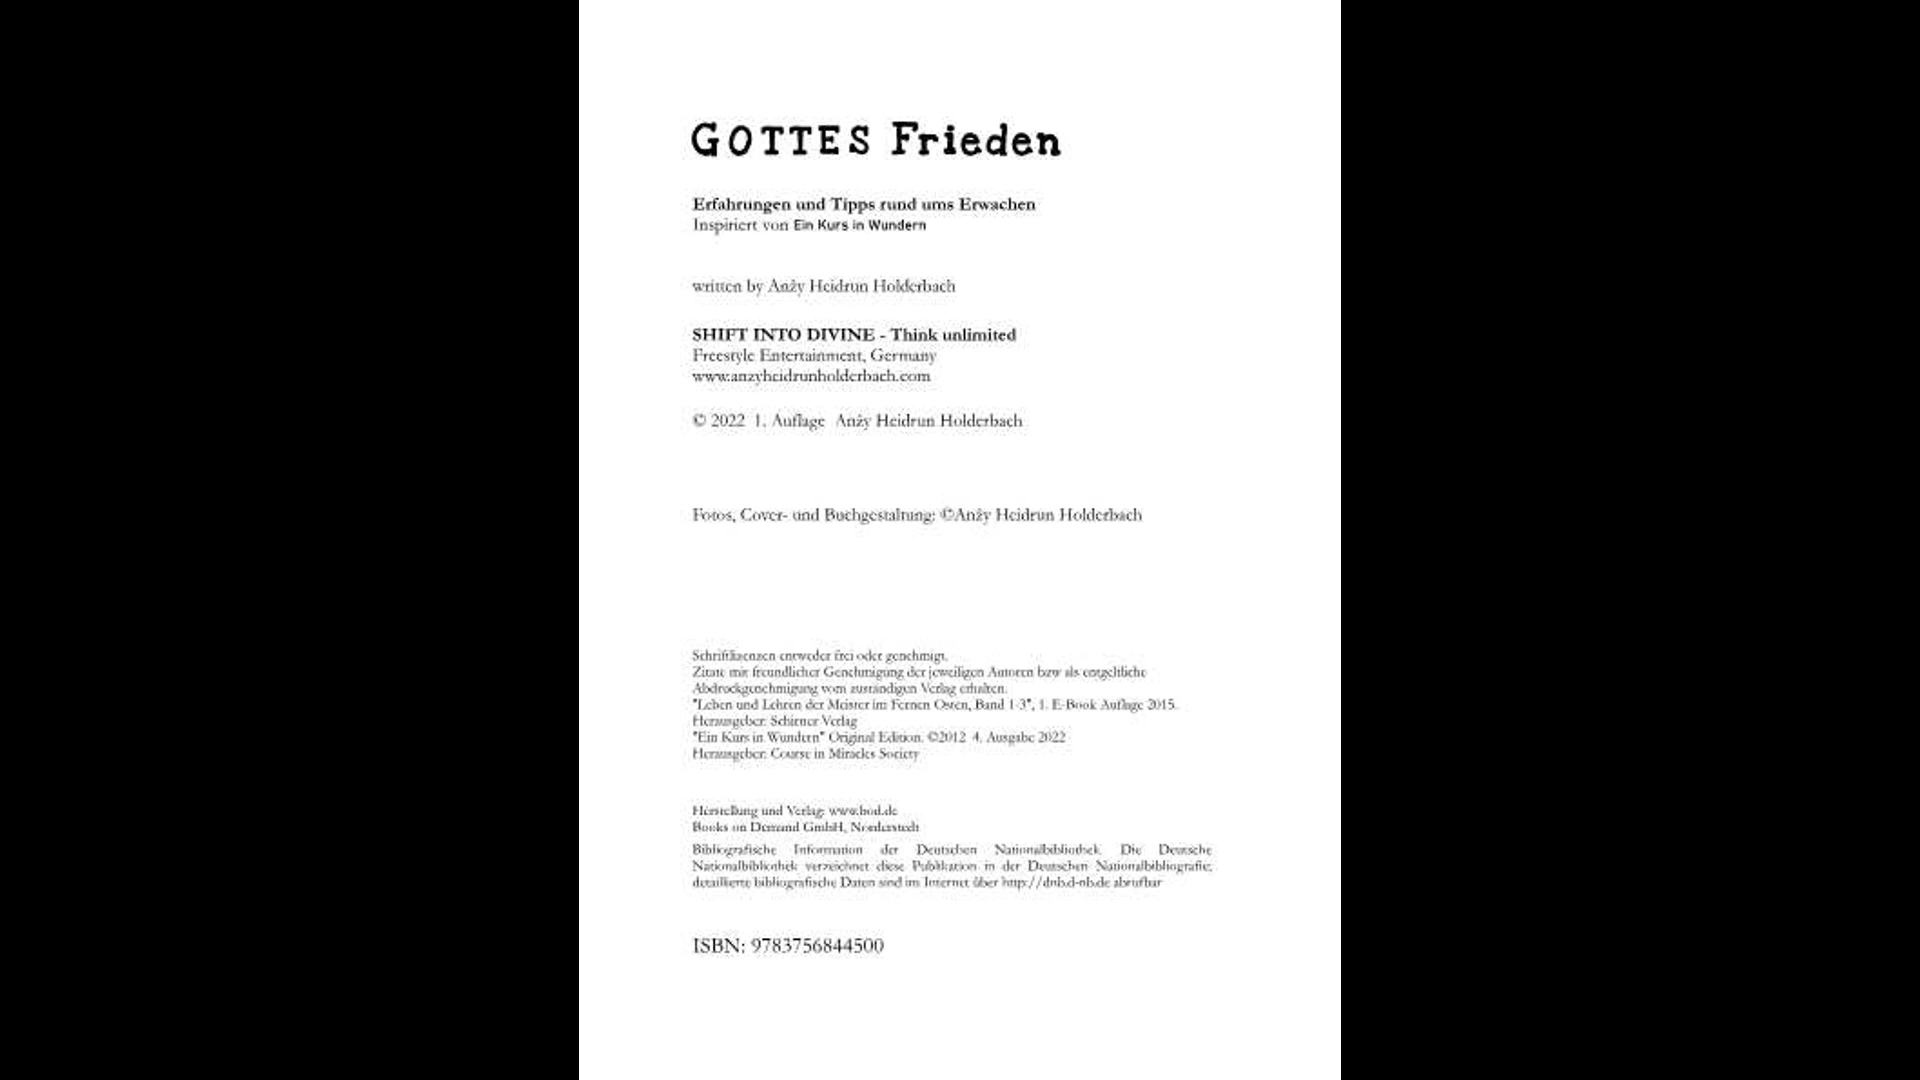 GOTTES Frieden
Erfahrungen und Tipps rund ums Erwachen
Inspiriert von Ein Kurs in Wundern
written by Anży Heidrun Holderbach
SHIFT INTO DIVINE - Think unlimited
Freestyle Entertainment, Germany
www.anzyheidrunholderbach.com
© 2022 1. Auflage Anży Heidrun Holderbach
Fotos, Cover- und Buchgestaltung: ©Anży Heidrun Holderbach
Schriftlizenzen entweder frei oder genehmigt.
Zitate mit freundlicher Genehmigung der jeweiligen Autoren bzw als entgeltliche
Abdruckgenehmigung vom zuständigen Verlag erhalten.
"Leben und Lehren der Meister im Fernen Osten, Band 1-3", 1. E-Book Auflage 2015.
Herausgeber: Schirner Verlag
"Ein Kurs in Wundern" Original Edition. ©2012 4. Ausgabe 2022
Herausgeber: Course in Miracles Society
Herstellung und Verlag: www.bod.de
Books on Demand GmbH, Norderstedt
Bibliografische Information der Deutschen Nationalbibliothek. Die Deutsche
Nationalbibliothek verzeichnet diese Publikation in der Deutschen Nationalbibliografie;
detaillierte bibliografische Daten sind im Internet über http://dnb.d-nb.de abrufbar
ISBN: 9783756844500